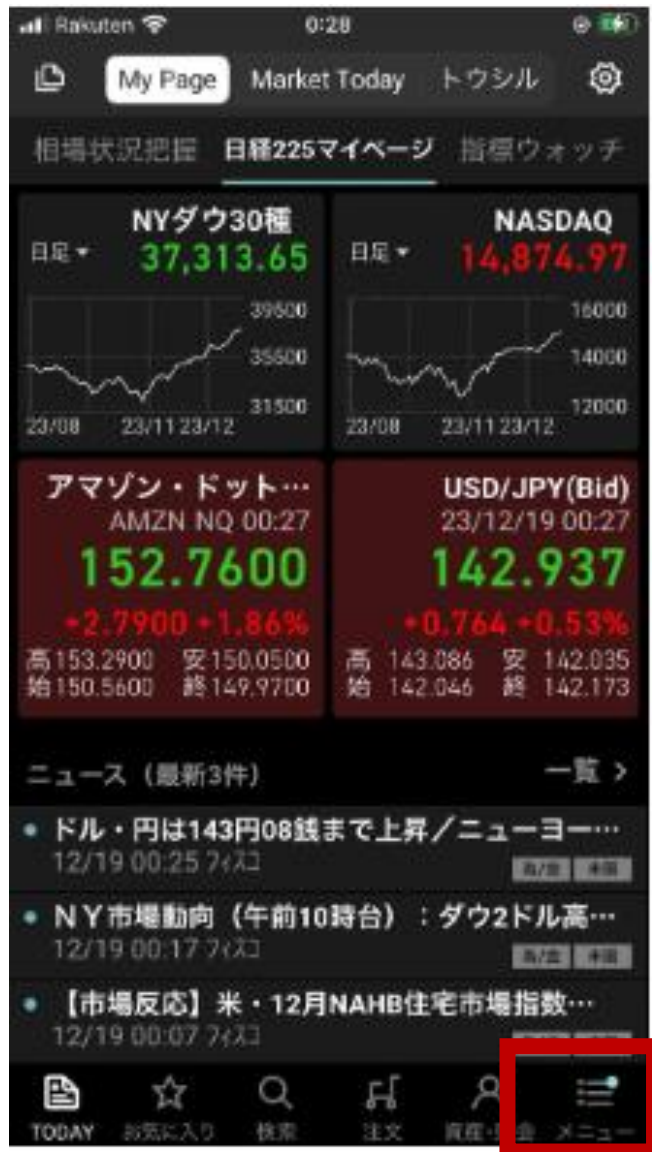 Rakuten 0:28
My Page Market Today トウシル
相場状況把握 日経225マイページ 指標ウォッチ
NYダウ30種
日足 37,313.65
39500
35500
31500
23/08 23/11 23/12
NASDAQ
日足 14,874.97
16000
14000
12000
23/08 23/11 23/12
アマゾン・ドット…
AMZN NQ 00:27
152.7600
+2.7900 +1.86%
高 153.2900 安 150.0500
始 150.5600 終 149.9700
USD/JPY(Bid)
23/12/19 00:27
142.937
+0.764 +0.53%
高 143.086 安 142.035
始 142.046 終 142.173
ニュース（最新3件） 一覧 >
ドル・円は143円08銭まで上昇／ニューヨー…
12/19 00:25 フィスコ
ＮＹ市場動向（午前10時台）：ダウ2ドル高…
12/19 00:17 フィスコ
【市場反応】米・12月NAHB住宅市場指数…
12/19 00:07 フィスコ
TODAY お気に入り 検索 注文 メニュー